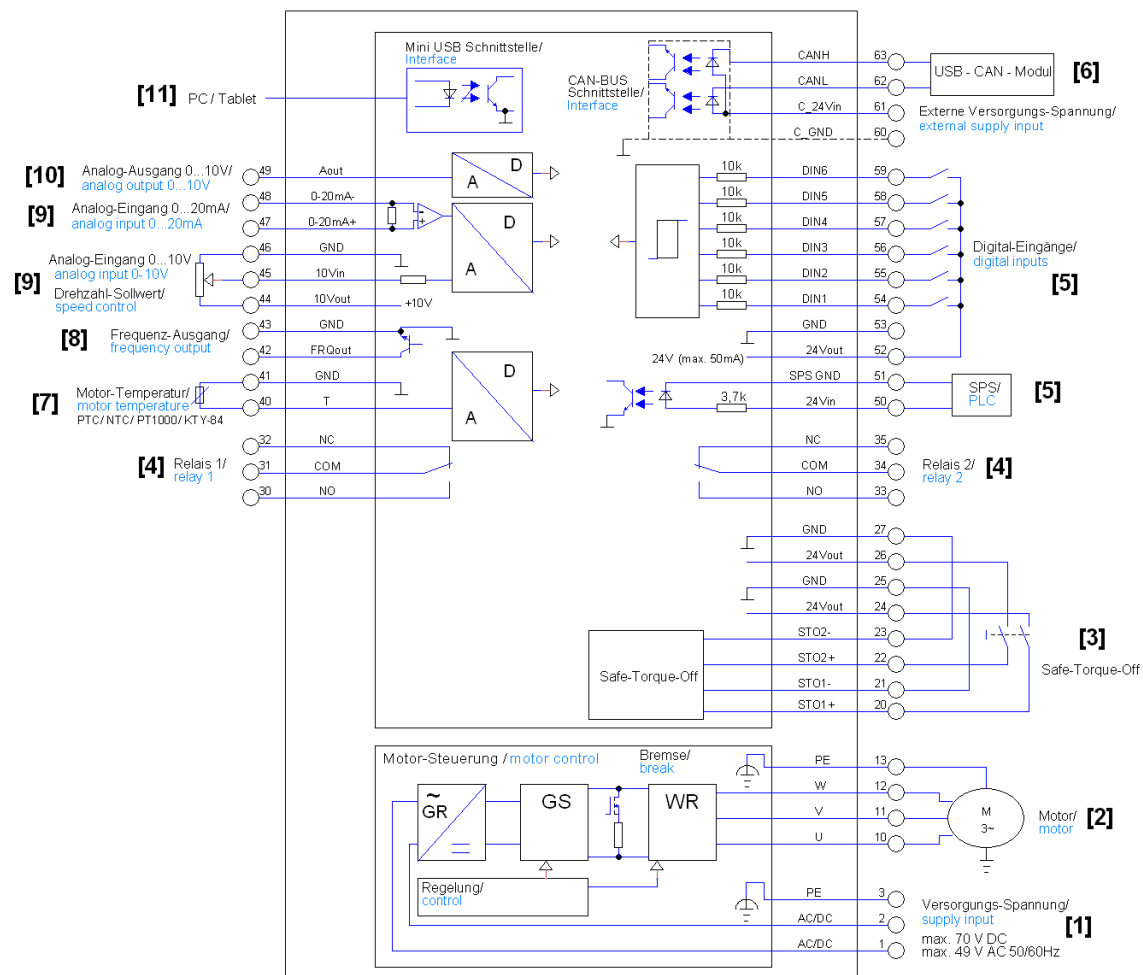 Mini USB Schnittstelle/
Interface
[11] PC / Tablet
CAN-BUS
Schnittstelle/
Interface
CANH 63
CANL 62
C_24Vin 61
C_GND 60
USB - CAN - Modul
[6]
Externe Versorgungs-Spannung/
external supply input
[10] Analog-Ausgang 0...10V/
analog output 0...10V
49 Aout
D
A
[9] Analog-Eingang 0...20mA/
analog input 0...20mA
48 0-20mA-
47 0-20mA+
- +
D
A
[9] Analog-Eingang 0...10V
analog input 0-10V
Drehzahl-Sollwert/
speed control
46 GND
45 10Vin
44 10Vout +10V
[8] Frequenz-Ausgang/
frequency output
43 GND
42 FRQout
[7] Motor-Temperatur/
motor temperature
PTC/ NTC/ PT1000/ KTY-84
41 GND
40 T
D
A
[4] Relais 1/
relay 1
32 NC
31 COM
30 NO
10k DIN6 59
10k DIN5 58
10k DIN4 57
10k DIN3 56
10k DIN2 55
10k DIN1 54
GND 53
24V (max. 50mA) 24Vout 52
Digital-Eingänge/
digital inputs
[5]
SPS GND 51
3,7k 24Vin 50
SPS/
PLC
[5]
NC 35
COM 34
NO 33
Relais 2/
relay 2
[4]
GND 27
24Vout 26
GND 25
24Vout 24
STO2- 23
STO2+ 22
STO1- 21
STO1+ 20
Safe-Torque-Off
[3]
Safe-Torque-Off
Motor-Steuerung / motor control
Bremse/
break
~
GR
GS
WR
Regelung/
control
PE 13
W 12
V 11
U 10
M
3~
Motor/
motor
[2]
PE 3
AC/DC 2
AC/DC 1
Versorgungs-Spannung/
supply input
max. 70 V DC
max. 49 V AC 50/60Hz
[1]